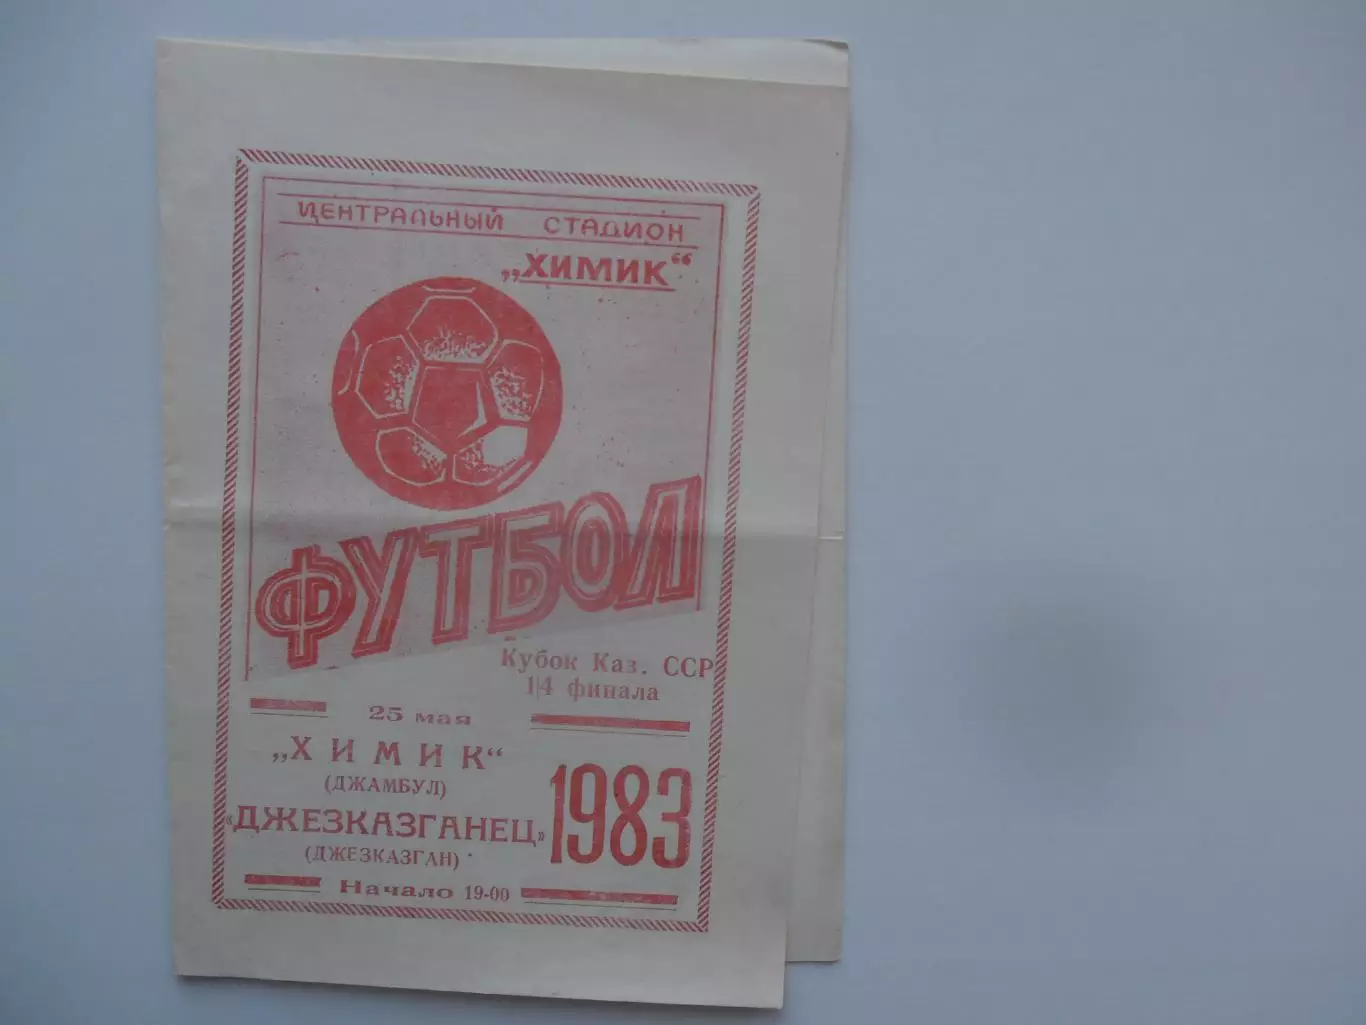 ЦЕНТРАЛЬНЫЙ СТАДИОН
„ХИМИК“
ФУТБОЛ
Кубок Каз. ССР
1/4 финала
25 мая
„ХИМИК“
(ДЖАМБУЛ)
«ДЖЕЗКАЗГАНЕЦ»
(ДЖЕЗКАЗГАН)
1983
Начало 19-00